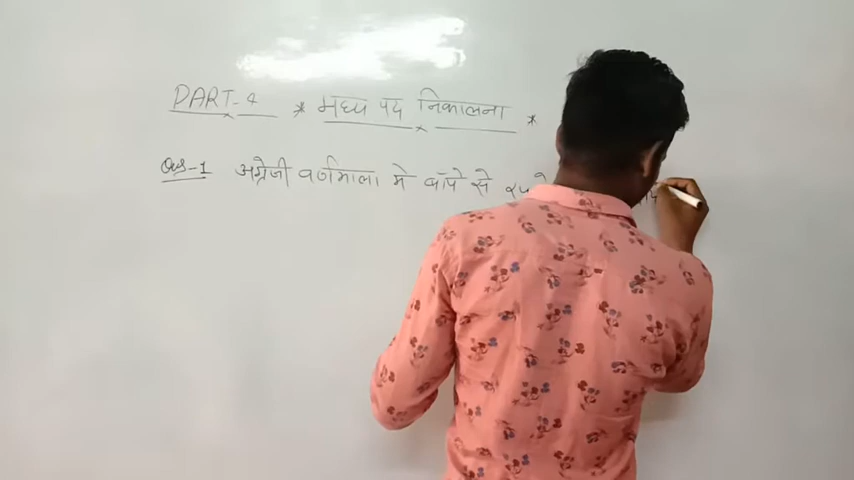 PART-4 * मध्य पद निकालना *
Qus-1 अंग्रेजी वर्णमाला मे बॉये से